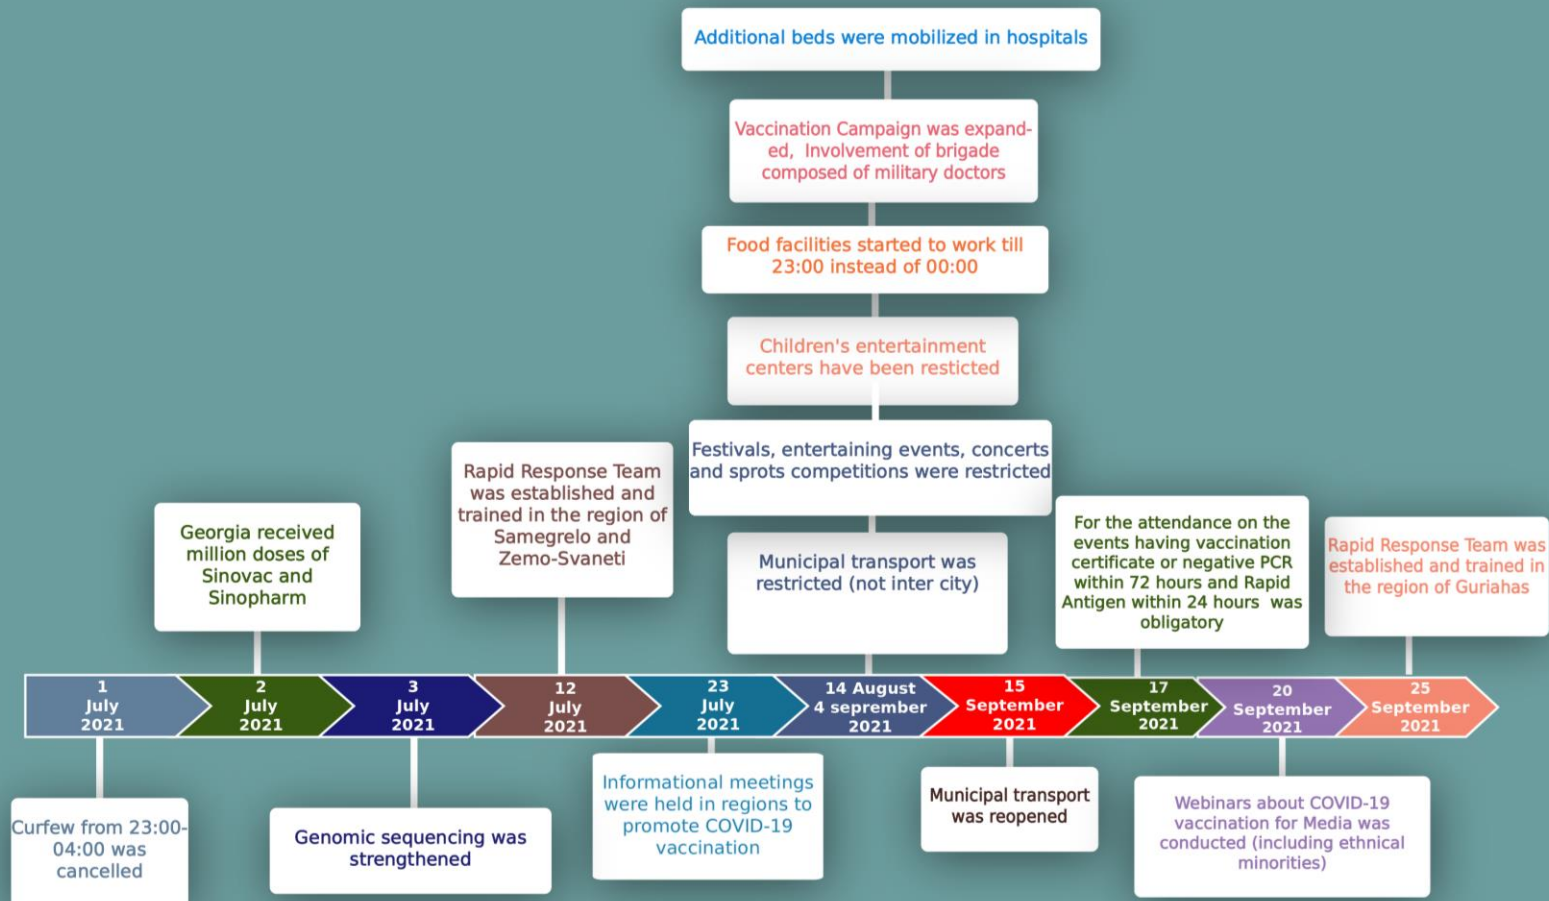 Additional beds were mobilized in hospitals
Vaccination Campaign was expand-
ed, Involvement of brigade
composed of military doctors
Food facilities started to work till
23:00 instead of 00:00
Children's entertainment
centers have been resticted
Festivals, entertaining events, concerts
and sprots competitions were restricted
Municipal transport was
restricted (not inter city)
Rapid Response Team
was established and
trained in the region of
Samegrelo and
Zemo-Svaneti
Georgia received
million doses of
Sinovac and
Sinopharm
For the attendance on the
events having vaccination
certificate or negative PCR
within 72 hours and Rapid
Antigen within 24 hours was
obligatory
Rapid Response Team was
established and trained in
the region of Guriahas
1
July
2021
2
July
2021
3
July
2021
12
July
2021
23
July
2021
14 August
4 seprember
2021
15
September
2021
17
September
2021
20
September
2021
25
September
2021
Curfew from 23:00-
04:00 was
cancelled
Genomic sequencing was
strengthened
Informational meetings
were held in regions to
promote COVID-19
vaccination
Municipal transport
was reopened
Webinars about COVID-19
vaccination for Media was
conducted (including ethnical
minorities)